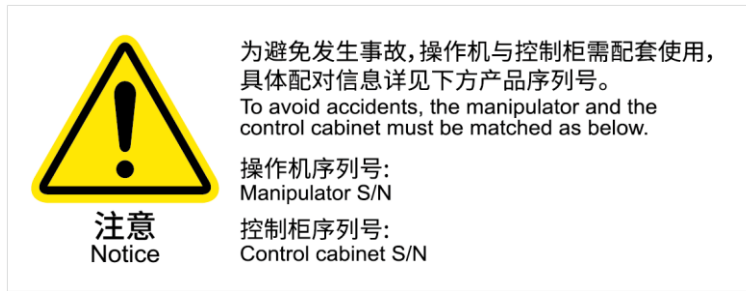 为避免发生事故，操作机与控制柜需配套使用，
具体配对信息详见下方产品序列号。
To avoid accidents, the manipulator and the
control cabinet must be matched as below.
操作机序列号:
Manipulator S/N
控制柜序列号:
Control cabinet S/N
注意
Notice